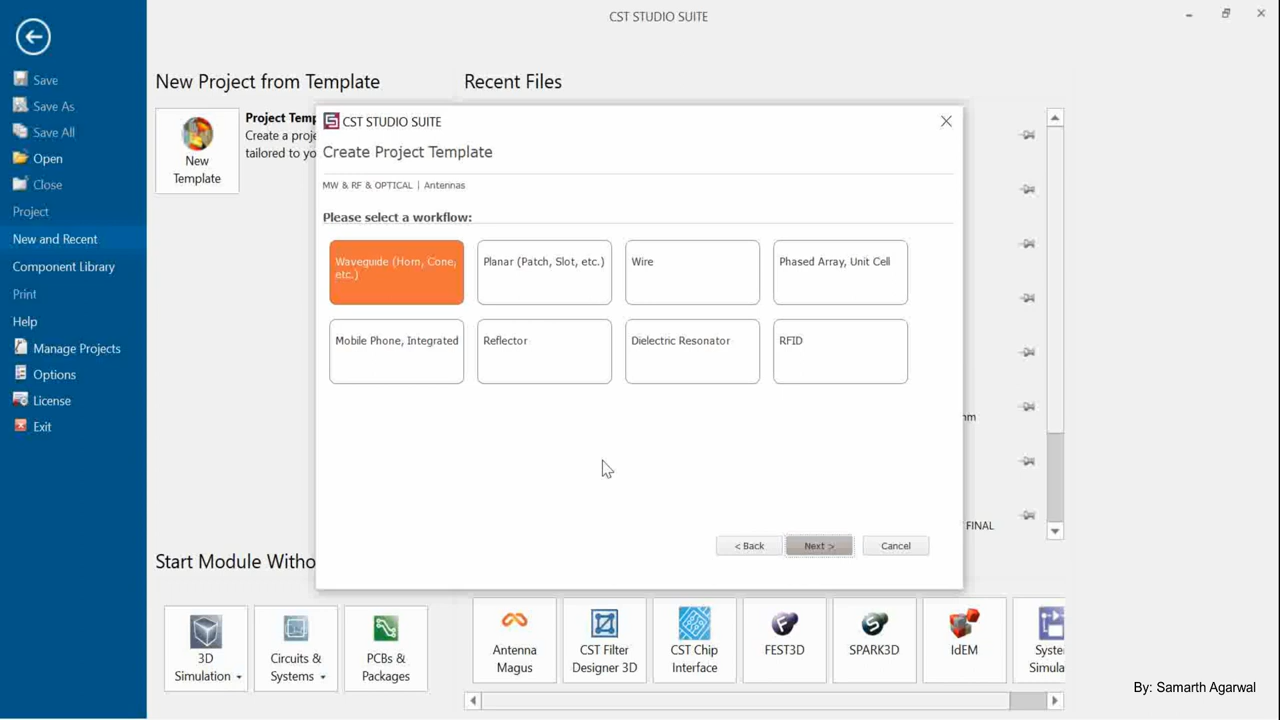 CST STUDIO SUITE
Save
Save As
Save All
Open
Close
Project
New and Recent
Component Library
Print
Help
Manage Projects
Options
License
Exit
New Project from Template
Recent Files
New
Template
Project Temp
Create a proje
tailored to yo
CST STUDIO SUITE
Create Project Template
MW & RF & OPTICAL | Antennas
Please select a workflow:
Waveguide (Horn, Cone,
etc.)
Planar (Patch, Slot, etc.)
Wire
Phased Array, Unit Cell
Mobile Phone, Integrated
Reflector
Dielectric Resonator
RFID
mm
FINAL
< Back
Next >
Cancel
Start Module Witho
3D
Simulation
Circuits &
Systems
PCBs &
Packages
Antenna
Magus
CST Filter
Designer 3D
CST Chip
Interface
FEST3D
SPARK3D
IdEM
Syste
Simula
By: Samarth Agarwal